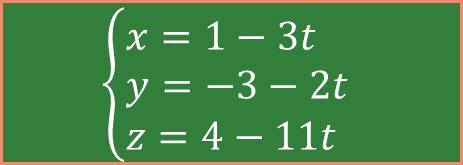 x = 1 − 3t
y = −3 − 2t
z = 4 − 11t